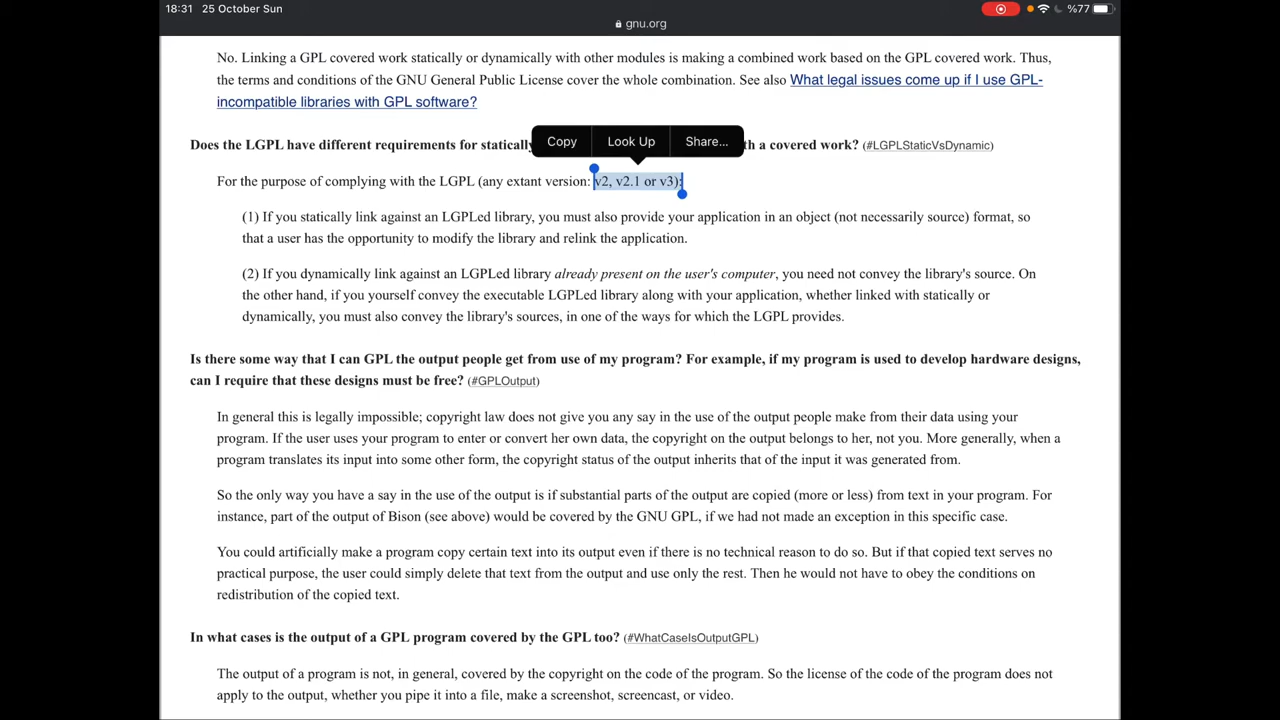 18:31 25 October Sun
%77
gnu.org
No. Linking a GPL covered work statically or dynamically with other modules is making a combined work based on the GPL covered work. Thus,
the terms and conditions of the GNU General Public License cover the whole combination. See also What legal issues come up if I use GPL-
incompatible libraries with GPL software?
Copy Look Up Share...
Does the LGPL have different requirements for statically th a covered work? (#LGPLStaticVsDynamic)
For the purpose of complying with the LGPL (any extant version: v2, v2.1 or v3):
(1) If you statically link against an LGPLed library, you must also provide your application in an object (not necessarily source) format, so
that a user has the opportunity to modify the library and relink the application.
(2) If you dynamically link against an LGPLed library already present on the user's computer, you need not convey the library's source. On
the other hand, if you yourself convey the executable LGPLed library along with your application, whether linked with statically or
dynamically, you must also convey the library's sources, in one of the ways for which the LGPL provides.
Is there some way that I can GPL the output people get from use of my program? For example, if my program is used to develop hardware designs,
can I require that these designs must be free? (#GPLOutput)
In general this is legally impossible; copyright law does not give you any say in the use of the output people make from their data using your
program. If the user uses your program to enter or convert her own data, the copyright on the output belongs to her, not you. More generally, when a
program translates its input into some other form, the copyright status of the output inherits that of the input it was generated from.
So the only way you have a say in the use of the output is if substantial parts of the output are copied (more or less) from text in your program. For
instance, part of the output of Bison (see above) would be covered by the GNU GPL, if we had not made an exception in this specific case.
You could artificially make a program copy certain text into its output even if there is no technical reason to do so. But if that copied text serves no
practical purpose, the user could simply delete that text from the output and use only the rest. Then he would not have to obey the conditions on
redistribution of the copied text.
In what cases is the output of a GPL program covered by the GPL too? (#WhatCaseIsOutputGPL)
The output of a program is not, in general, covered by the copyright on the code of the program. So the license of the code of the program does not
apply to the output, whether you pipe it into a file, make a screenshot, screencast, or video.